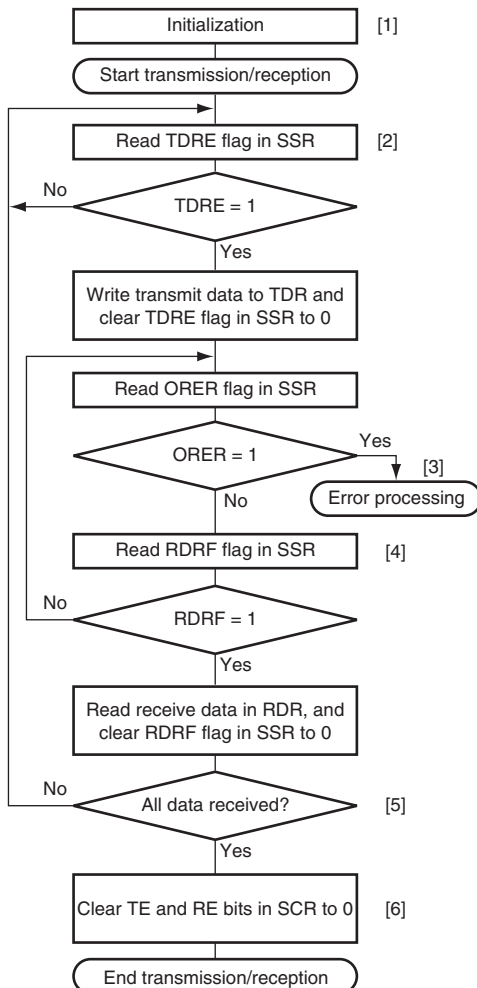 Initialization
[1]
Start transmission/reception
Read TDRE flag in SSR
[2]
No
TDRE = 1
Yes
Write transmit data to TDR and
clear TDRE flag in SSR to 0
Read ORER flag in SSR
ORER = 1
Yes
[3]
Error processing
No
Read RDRF flag in SSR
[4]
No
RDRF = 1
Yes
Read receive data in RDR, and
clear RDRF flag in SSR to 0
No
All data received?
[5]
Yes
Clear TE and RE bits in SCR to 0
[6]
End transmission/reception